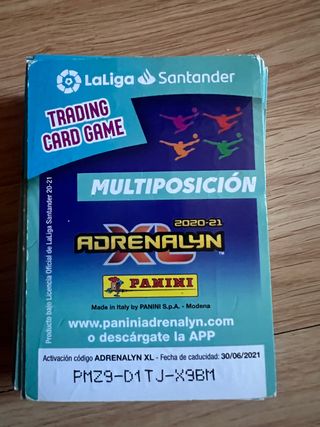 LaLiga Santander
TRADING
CARD GAME
MULTIPOSICIÓN
2020-21
ADRENALYN
XL™
PANINI
Made in Italy by PANINI S.p.A. - Modena
www.paniniadrenalyn.com
o descárgate la APP
Producto bajo Licencia Oficial de LaLiga Santander 20-21
Activación código ADRENALYN XL - Fecha de caducidad: 30/06/2021
PMZ9-D1TJ-X9BM